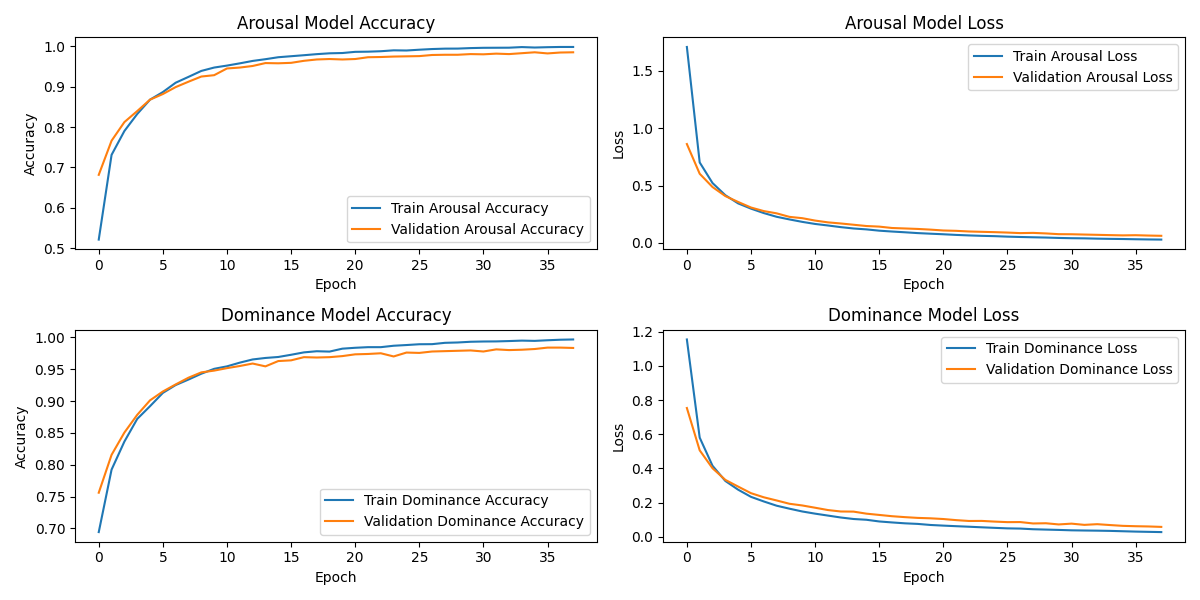 Arousal Model Accuracy
1.0
0.9
0.8
0.7
0.6
0.5
Accuracy
Train Arousal Accuracy
Validation Arousal Accuracy
0 5 10 15 20 25 30 35
Epoch
Arousal Model Loss
1.5
1.0
0.5
0.0
Loss
Train Arousal Loss
Validation Arousal Loss
0 5 10 15 20 25 30 35
Epoch
Dominance Model Accuracy
1.00
0.95
0.90
0.85
0.80
0.75
0.70
Accuracy
Train Dominance Accuracy
Validation Dominance Accuracy
0 5 10 15 20 25 30 35
Epoch
Dominance Model Loss
1.2
1.0
0.8
0.6
0.4
0.2
0.0
Loss
Train Dominance Loss
Validation Dominance Loss
0 5 10 15 20 25 30 35
Epoch